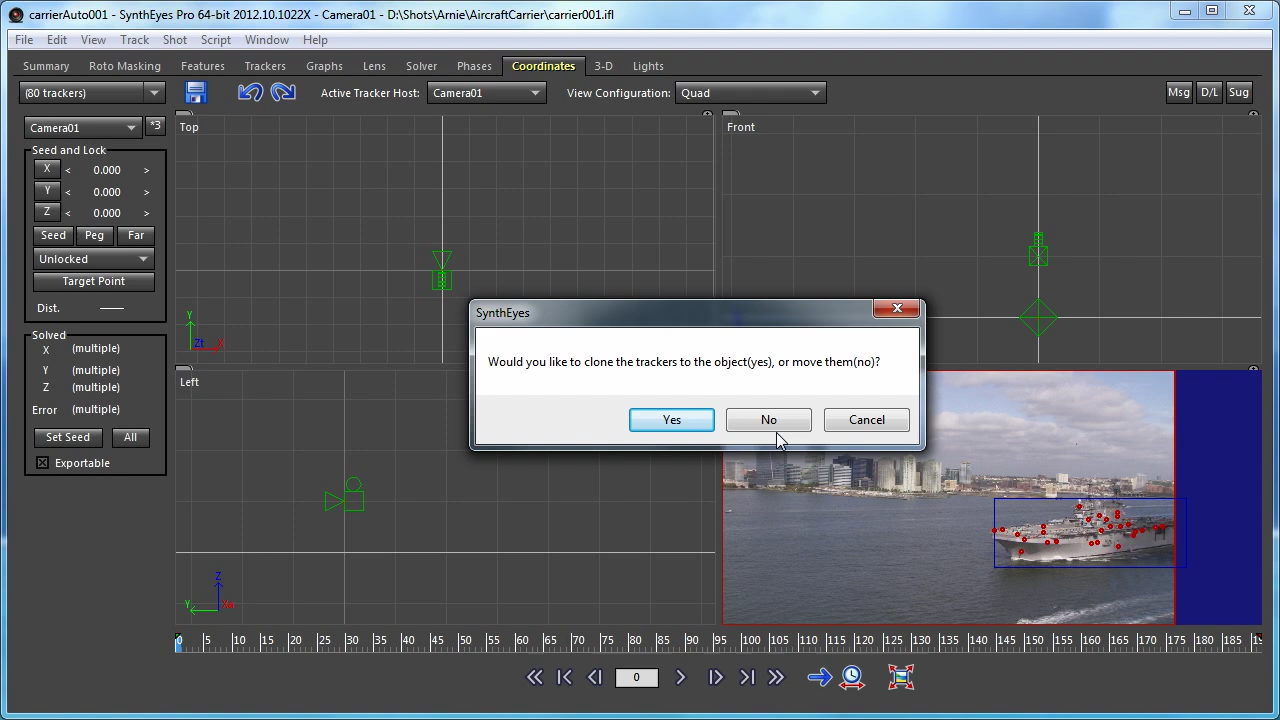 carrierAuto001 - SynthEyes Pro 64-bit 2012.10.1022X - Camera01 - D:\Shots\Arnie\AircraftCarrier\carrier001.ifl
File Edit View Track Shot Script Window Help
Summary Roto Masking Features Trackers Graphs Lens Solver Phases Coordinates 3-D Lights
(80 trackers) Active Tracker Host: Camera01 View Configuration: Quad Msg D/L Sug
Camera01 *3
Top
Front
Seed and Lock
X < 0.000 >
Y < 0.000 >
Z < 0.000 >
Seed Peg Far
Unlocked
Target Point
Dist. ——
Y
Zt X
SynthEyes
Would you like to clone the trackers to the object(yes), or move them(no)?
Yes No Cancel
Solved
X (multiple)
Y (multiple)
Z (multiple)
Error (multiple)
Set Seed All
Exportable
Left
Z
Y
0 5 10 15 20 25 30 35 40 45 50 55 60 65 70 75 80 85 90 95 100 105 110 115 120 125 130 135 140 145 150 155 160 165 170 175 180 185
0